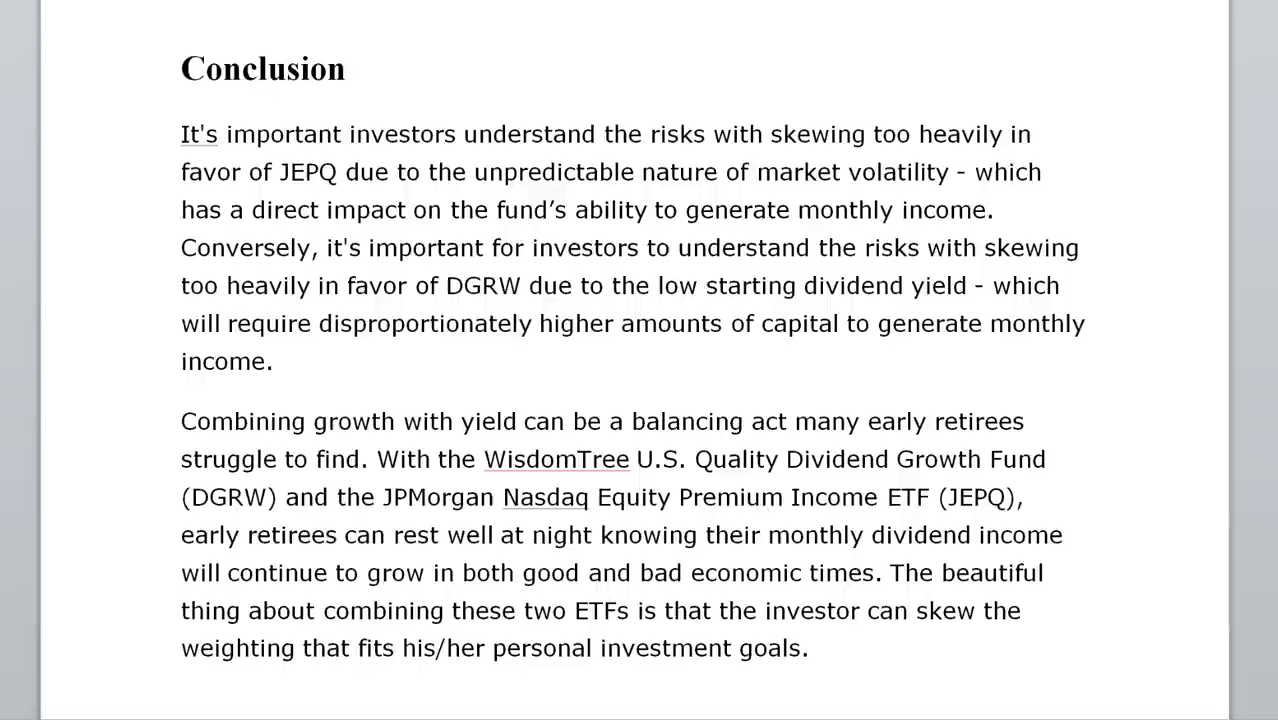 Conclusion
It's important investors understand the risks with skewing too heavily in
favor of JEPQ due to the unpredictable nature of market volatility - which
has a direct impact on the fund’s ability to generate monthly income.
Conversely, it's important for investors to understand the risks with skewing
too heavily in favor of DGRW due to the low starting dividend yield - which
will require disproportionately higher amounts of capital to generate monthly
income.
Combining growth with yield can be a balancing act many early retirees
struggle to find. With the WisdomTree U.S. Quality Dividend Growth Fund
(DGRW) and the JPMorgan Nasdaq Equity Premium Income ETF (JEPQ),
early retirees can rest well at night knowing their monthly dividend income
will continue to grow in both good and bad economic times. The beautiful
thing about combining these two ETFs is that the investor can skew the
weighting that fits his/her personal investment goals.